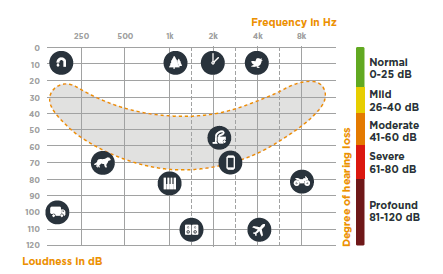 Frequency in Hz
250 500 1k 2k 4k 8k
0
10
20
30
40
50
60
70
80
90
100
110
120
Loudness in dB
Degree of hearing loss
Normal
0-25 dB
Mild
26-40 dB
Moderate
41-60 dB
Severe
61-80 dB
Profound
81-120 dB